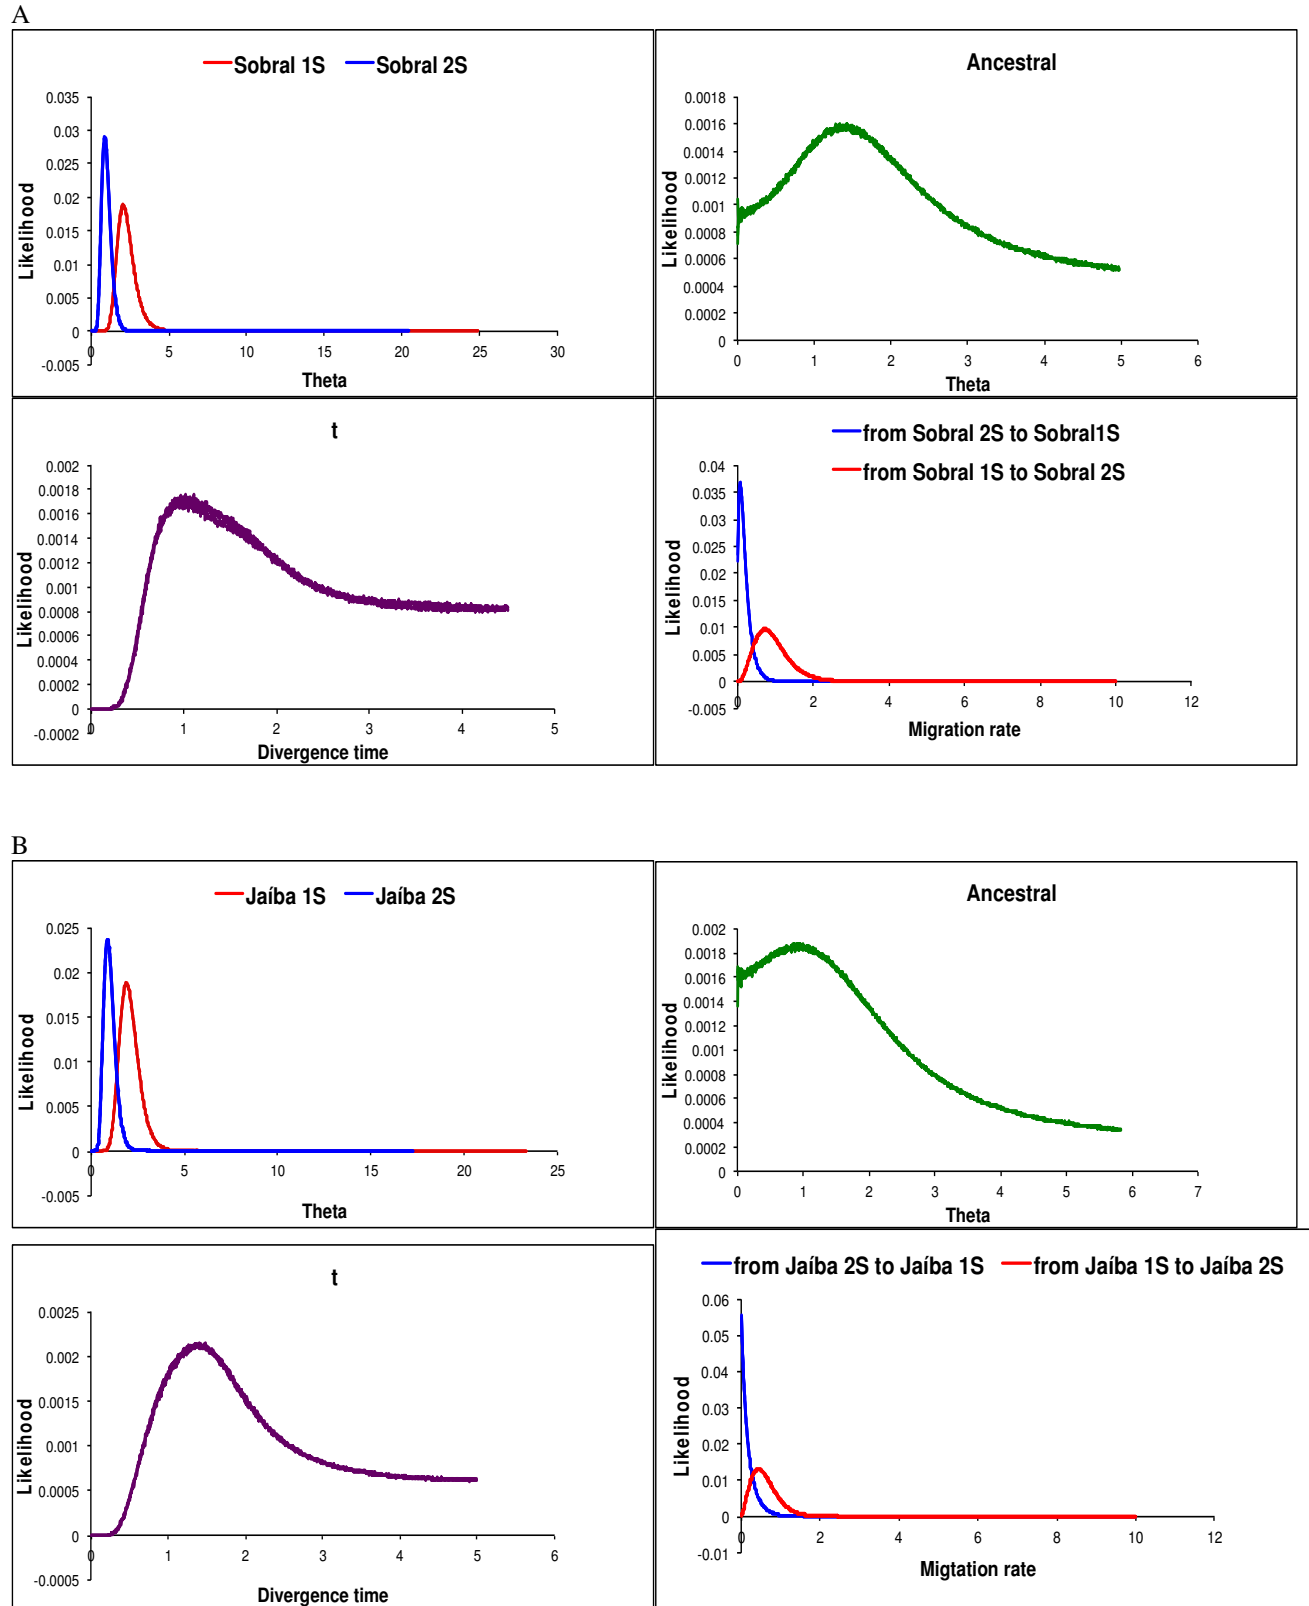 A
Sobral 1S Sobral 2S
0.035
0.03
0.025
0.02
0.015
0.01
0.005
0
-0.005
0 5 10 15 20 25 30
Likelihood
Theta
Ancestral
0.0018
0.0016
0.0014
0.0012
0.001
0.0008
0.0006
0.0004
0.0002
0
0 1 2 3 4 5 6
Likelihood
Theta
t
0.002
0.0018
0.0016
0.0014
0.0012
0.001
0.0008
0.0006
0.0004
0.0002
0
-0.0002
0 1 2 3 4 5
Likelihood
Divergence time
from Sobral 2S to Sobral1S
from Sobral 1S to Sobral 2S
0.04
0.035
0.03
0.025
0.02
0.015
0.01
0.005
0
-0.005
0 2 4 6 8 10 12
Likelihood
Migration rate
B
Jaíba 1S Jaíba 2S
0.025
0.02
0.015
0.01
0.005
0
-0.005
0 5 10 15 20 25
Likelihood
Theta
Ancestral
0.002
0.0018
0.0016
0.0014
0.0012
0.001
0.0008
0.0006
0.0004
0.0002
0
0 1 2 3 4 5 6 7
Likelihood
Theta
t
0.0025
0.002
0.0015
0.001
0.0005
0
-0.0005
0 1 2 3 4 5 6
Likelihood
Divergence time
from Jaíba 2S to Jaíba 1S from Jaíba 1S to Jaíba 2S
0.06
0.05
0.04
0.03
0.02
0.01
0
-0.01
0 2 4 6 8 10 12
Likelihood
Migtation rate